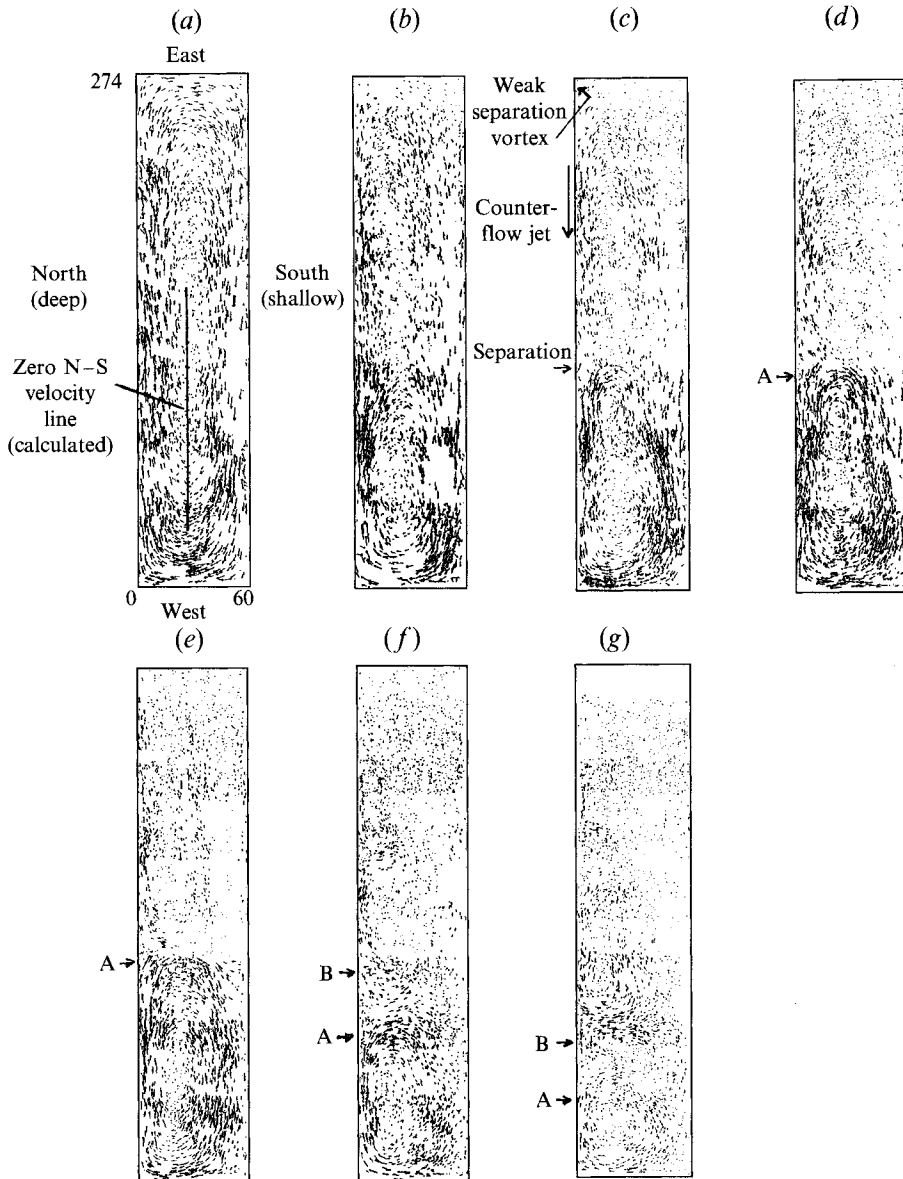 (a)
(b)
(c)
(d)
East
274
Weak
separation
vortex
Counter-
flow jet
North
(deep)
South
(shallow)
Separation
A
Zero N–S
velocity
line
(calculated)
0
West
60
(e)
(f)
(g)
A
B
A
B
A